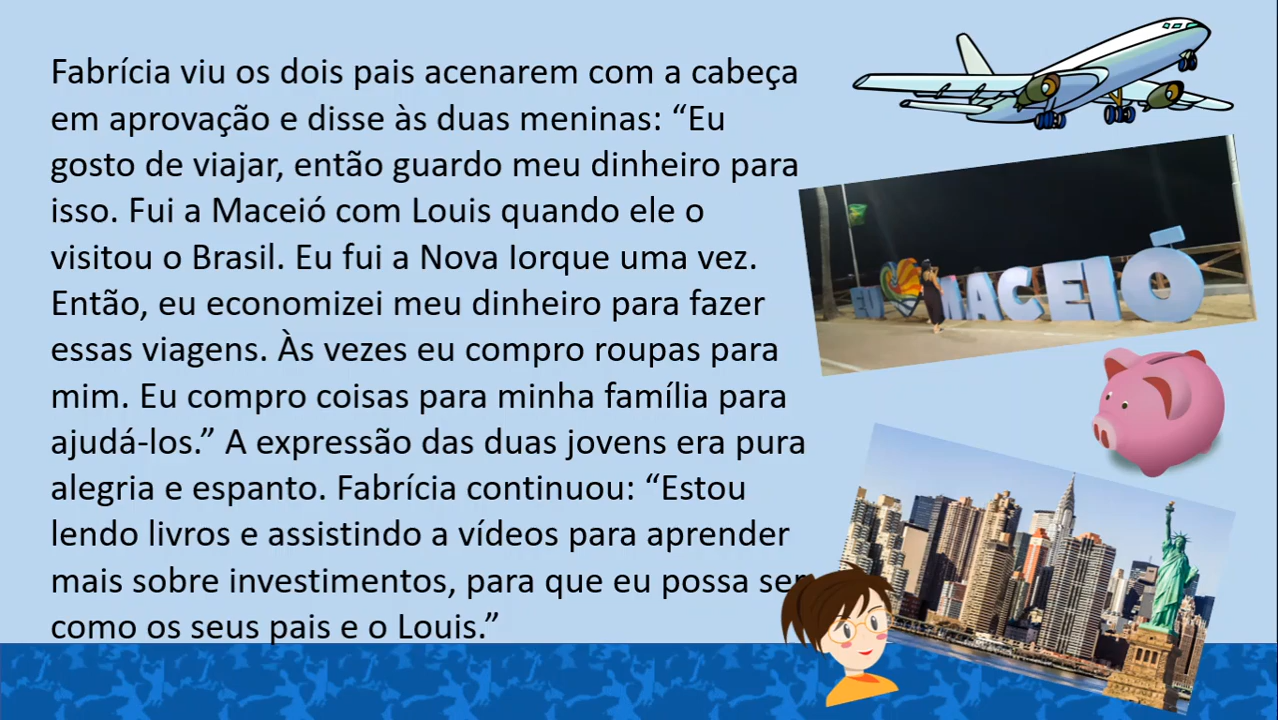 Fabrícia viu os dois pais acenarem com a cabeça
em aprovação e disse às duas meninas: “Eu
gosto de viajar, então guardo meu dinheiro para
isso. Fui a Maceió com Louis quando ele o
visitou o Brasil. Eu fui a Nova Iorque uma vez.
Então, eu economizei meu dinheiro para fazer
essas viagens. Às vezes eu compro roupas para
mim. Eu compro coisas para minha família para
ajudá-los.” A expressão das duas jovens era pura
alegria e espanto. Fabrícia continuou: “Estou
lendo livros e assistindo a vídeos para aprender
mais sobre investimentos, para que eu possa ser
como os seus pais e o Louis.”
EU MACEIÓ